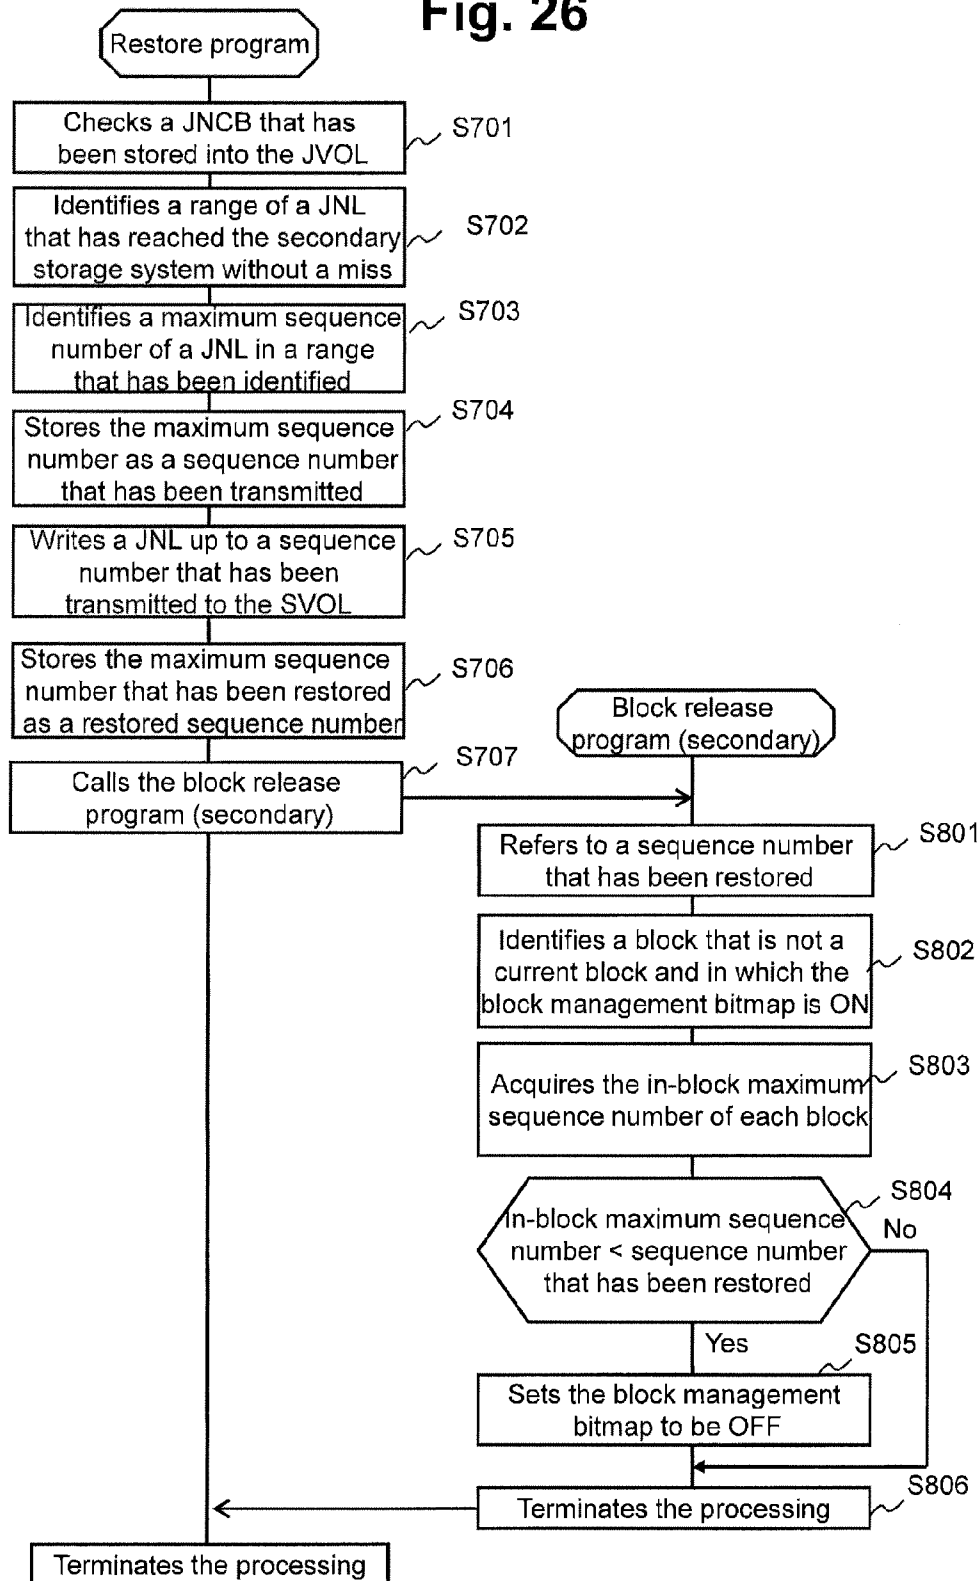 Fig. 26
Restore program
Checks a JNCB that has
been stored into the JVOL
S701
Identifies a range of a JNL
that has reached the secondary
storage system without a miss
S702
Identifies a maximum sequence
number of a JNL in a range
that has been identified
S703
Stores the maximum sequence
number as a sequence number
that has been transmitted
S704
Writes a JNL up to a sequence
number that has been
transmitted to the SVOL
S705
Stores the maximum sequence
number that has been restored
as a restored sequence number
S706
Calls the block release
program (secondary)
S707
Block release
program (secondary)
Refers to a sequence number
that has been restored
S801
Identifies a block that is not a
current block and in which the
block management bitmap is ON
S802
Acquires the in-block maximum
sequence number of each block
S803
In-block maximum sequence
number < sequence number
that has been restored
S804
No
Yes
Sets the block management
bitmap to be OFF
S805
Terminates the processing
S806
Terminates the processing